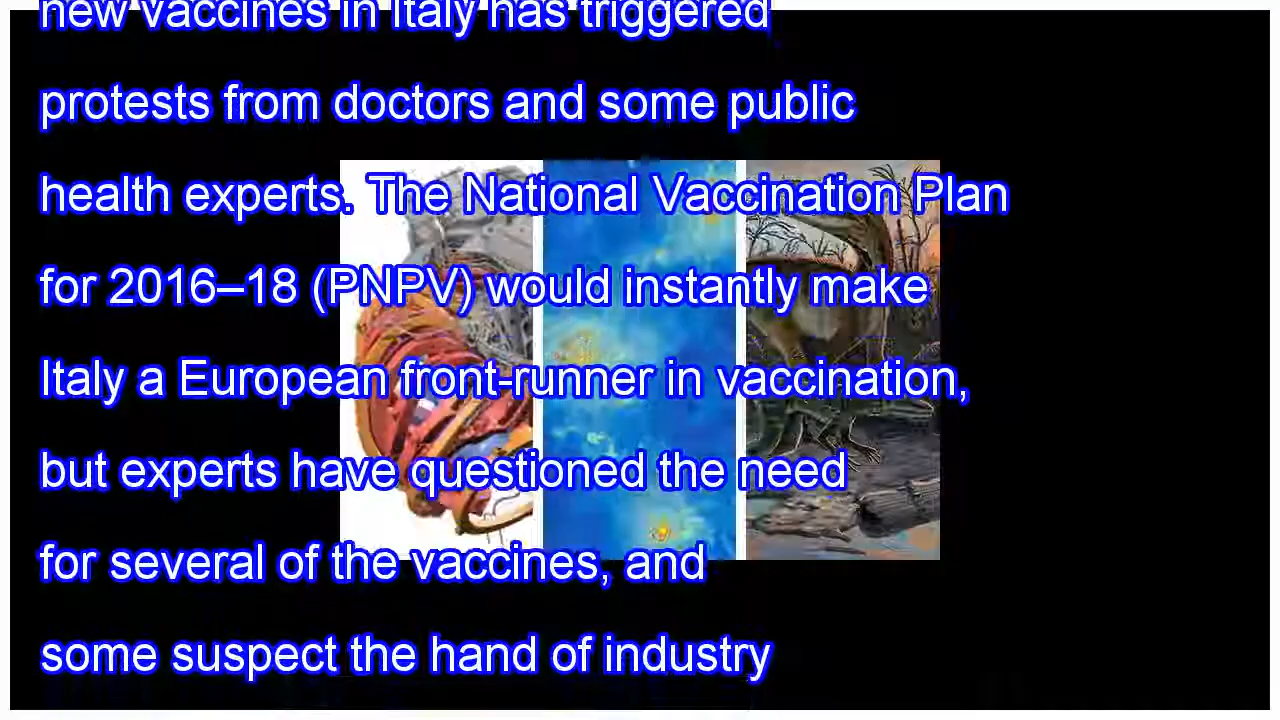 new vaccines in Italy has triggered
protests from doctors and some public
health experts. The National Vaccination Plan
for 2016–18 (PNPV) would instantly make
Italy a European front-runner in vaccination,
but experts have questioned the need
for several of the vaccines, and
some suspect the hand of industry